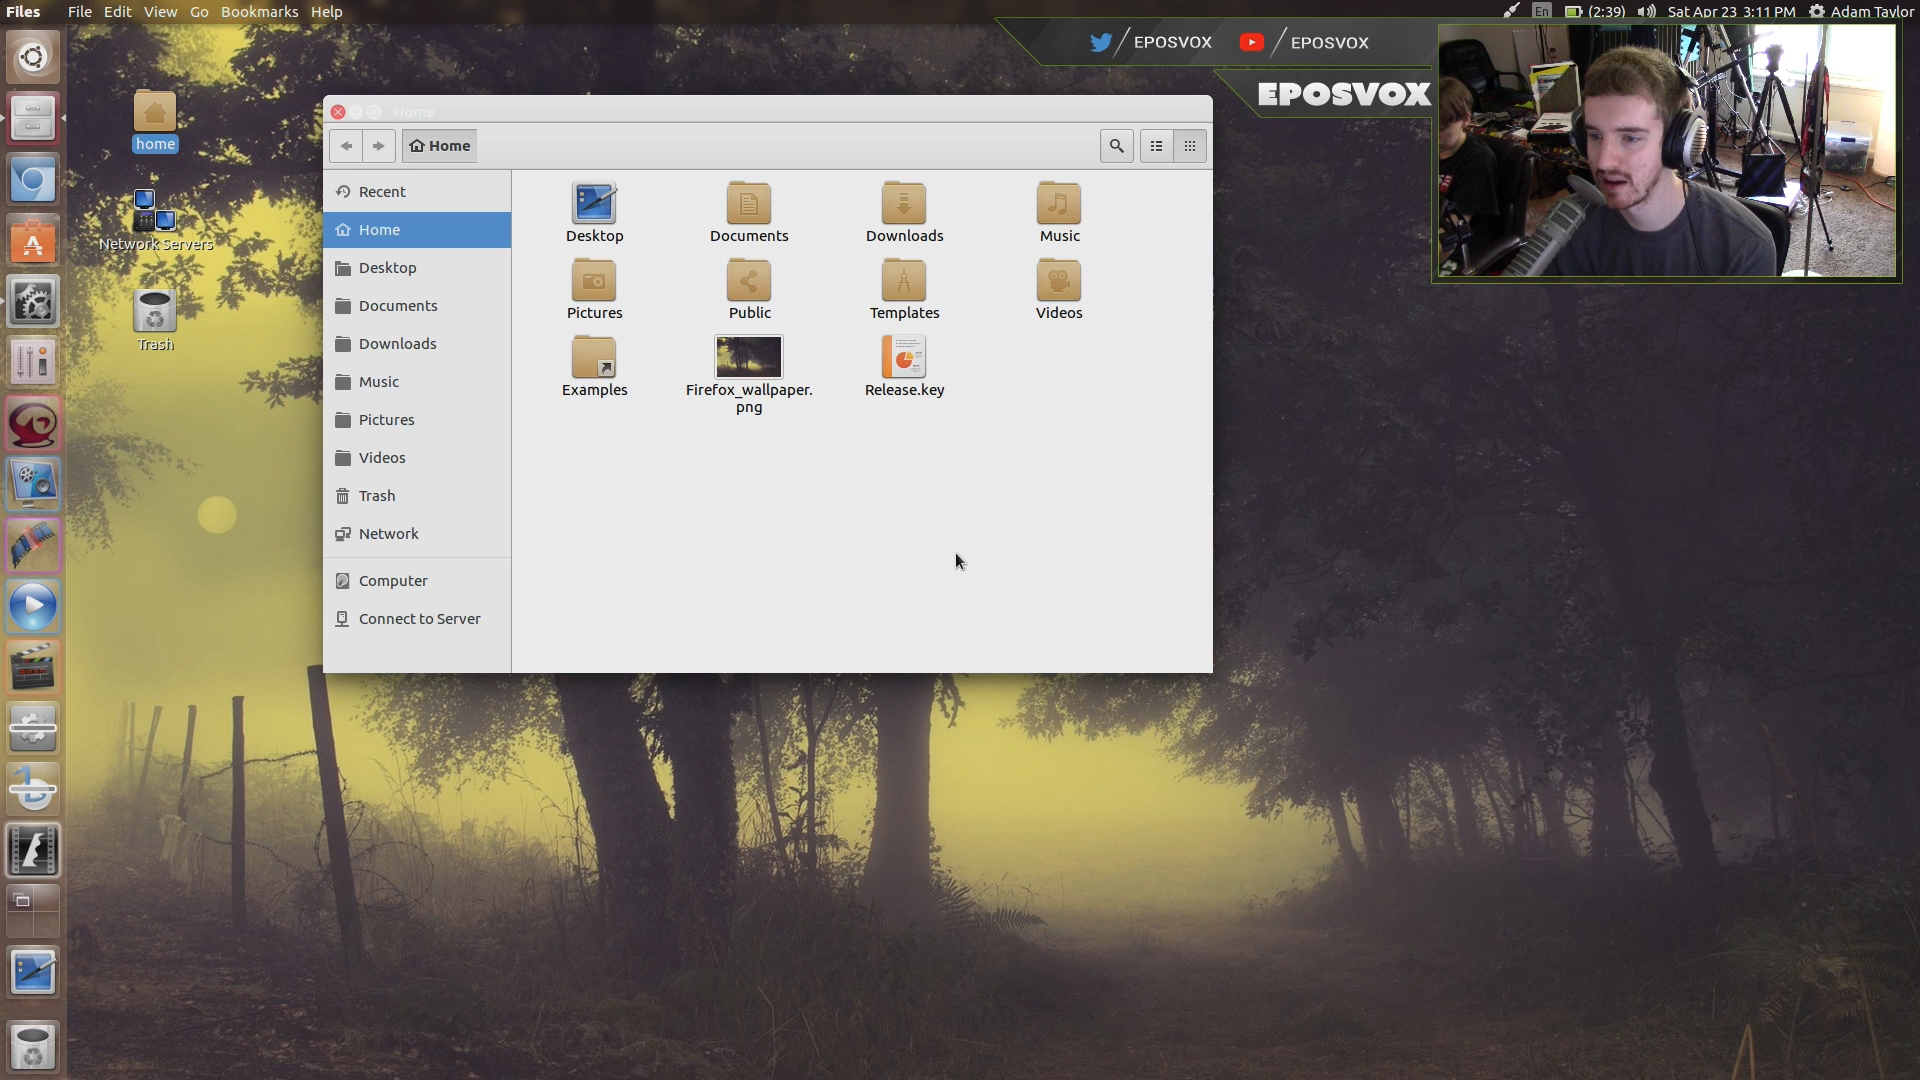 Files File Edit View Go Bookmarks Help
En (2:39) Sat Apr 23 3:11 PM Adam Taylor
EPOSVOX EPOSVOX
EPOSVOX
home
Network Servers
Trash
Home
Home
Recent
Home
Desktop
Documents
Downloads
Music
Pictures
Videos
Trash
Network
Computer
Connect to Server
Desktop Documents Downloads Music
Pictures Public Templates Videos
Examples Firefox_wallpaper.
png
Release.key